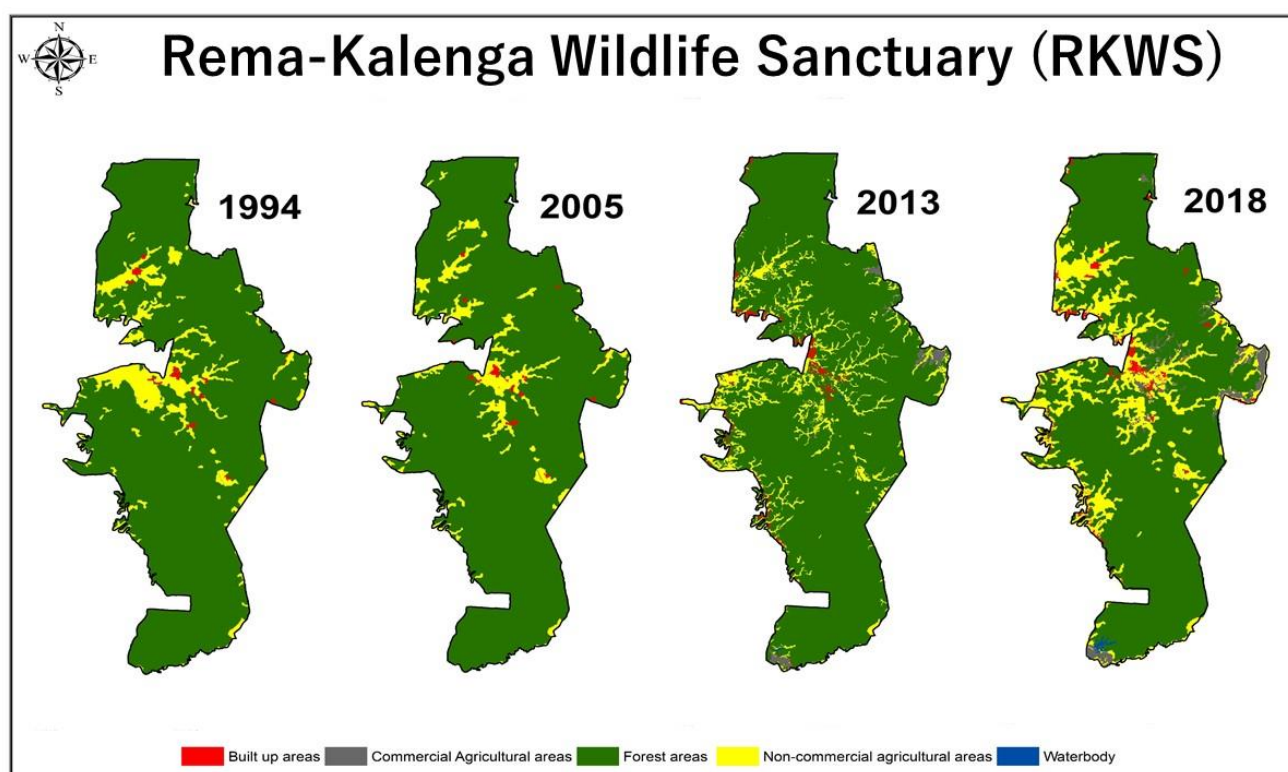 N
W E
S
Rema-Kalenga Wildlife Sanctuary (RKWS)
1994
2005
2013
2018
Built up areas
Commercial Agricultural areas
Forest areas
Non-commercial agricultural areas
Waterbody